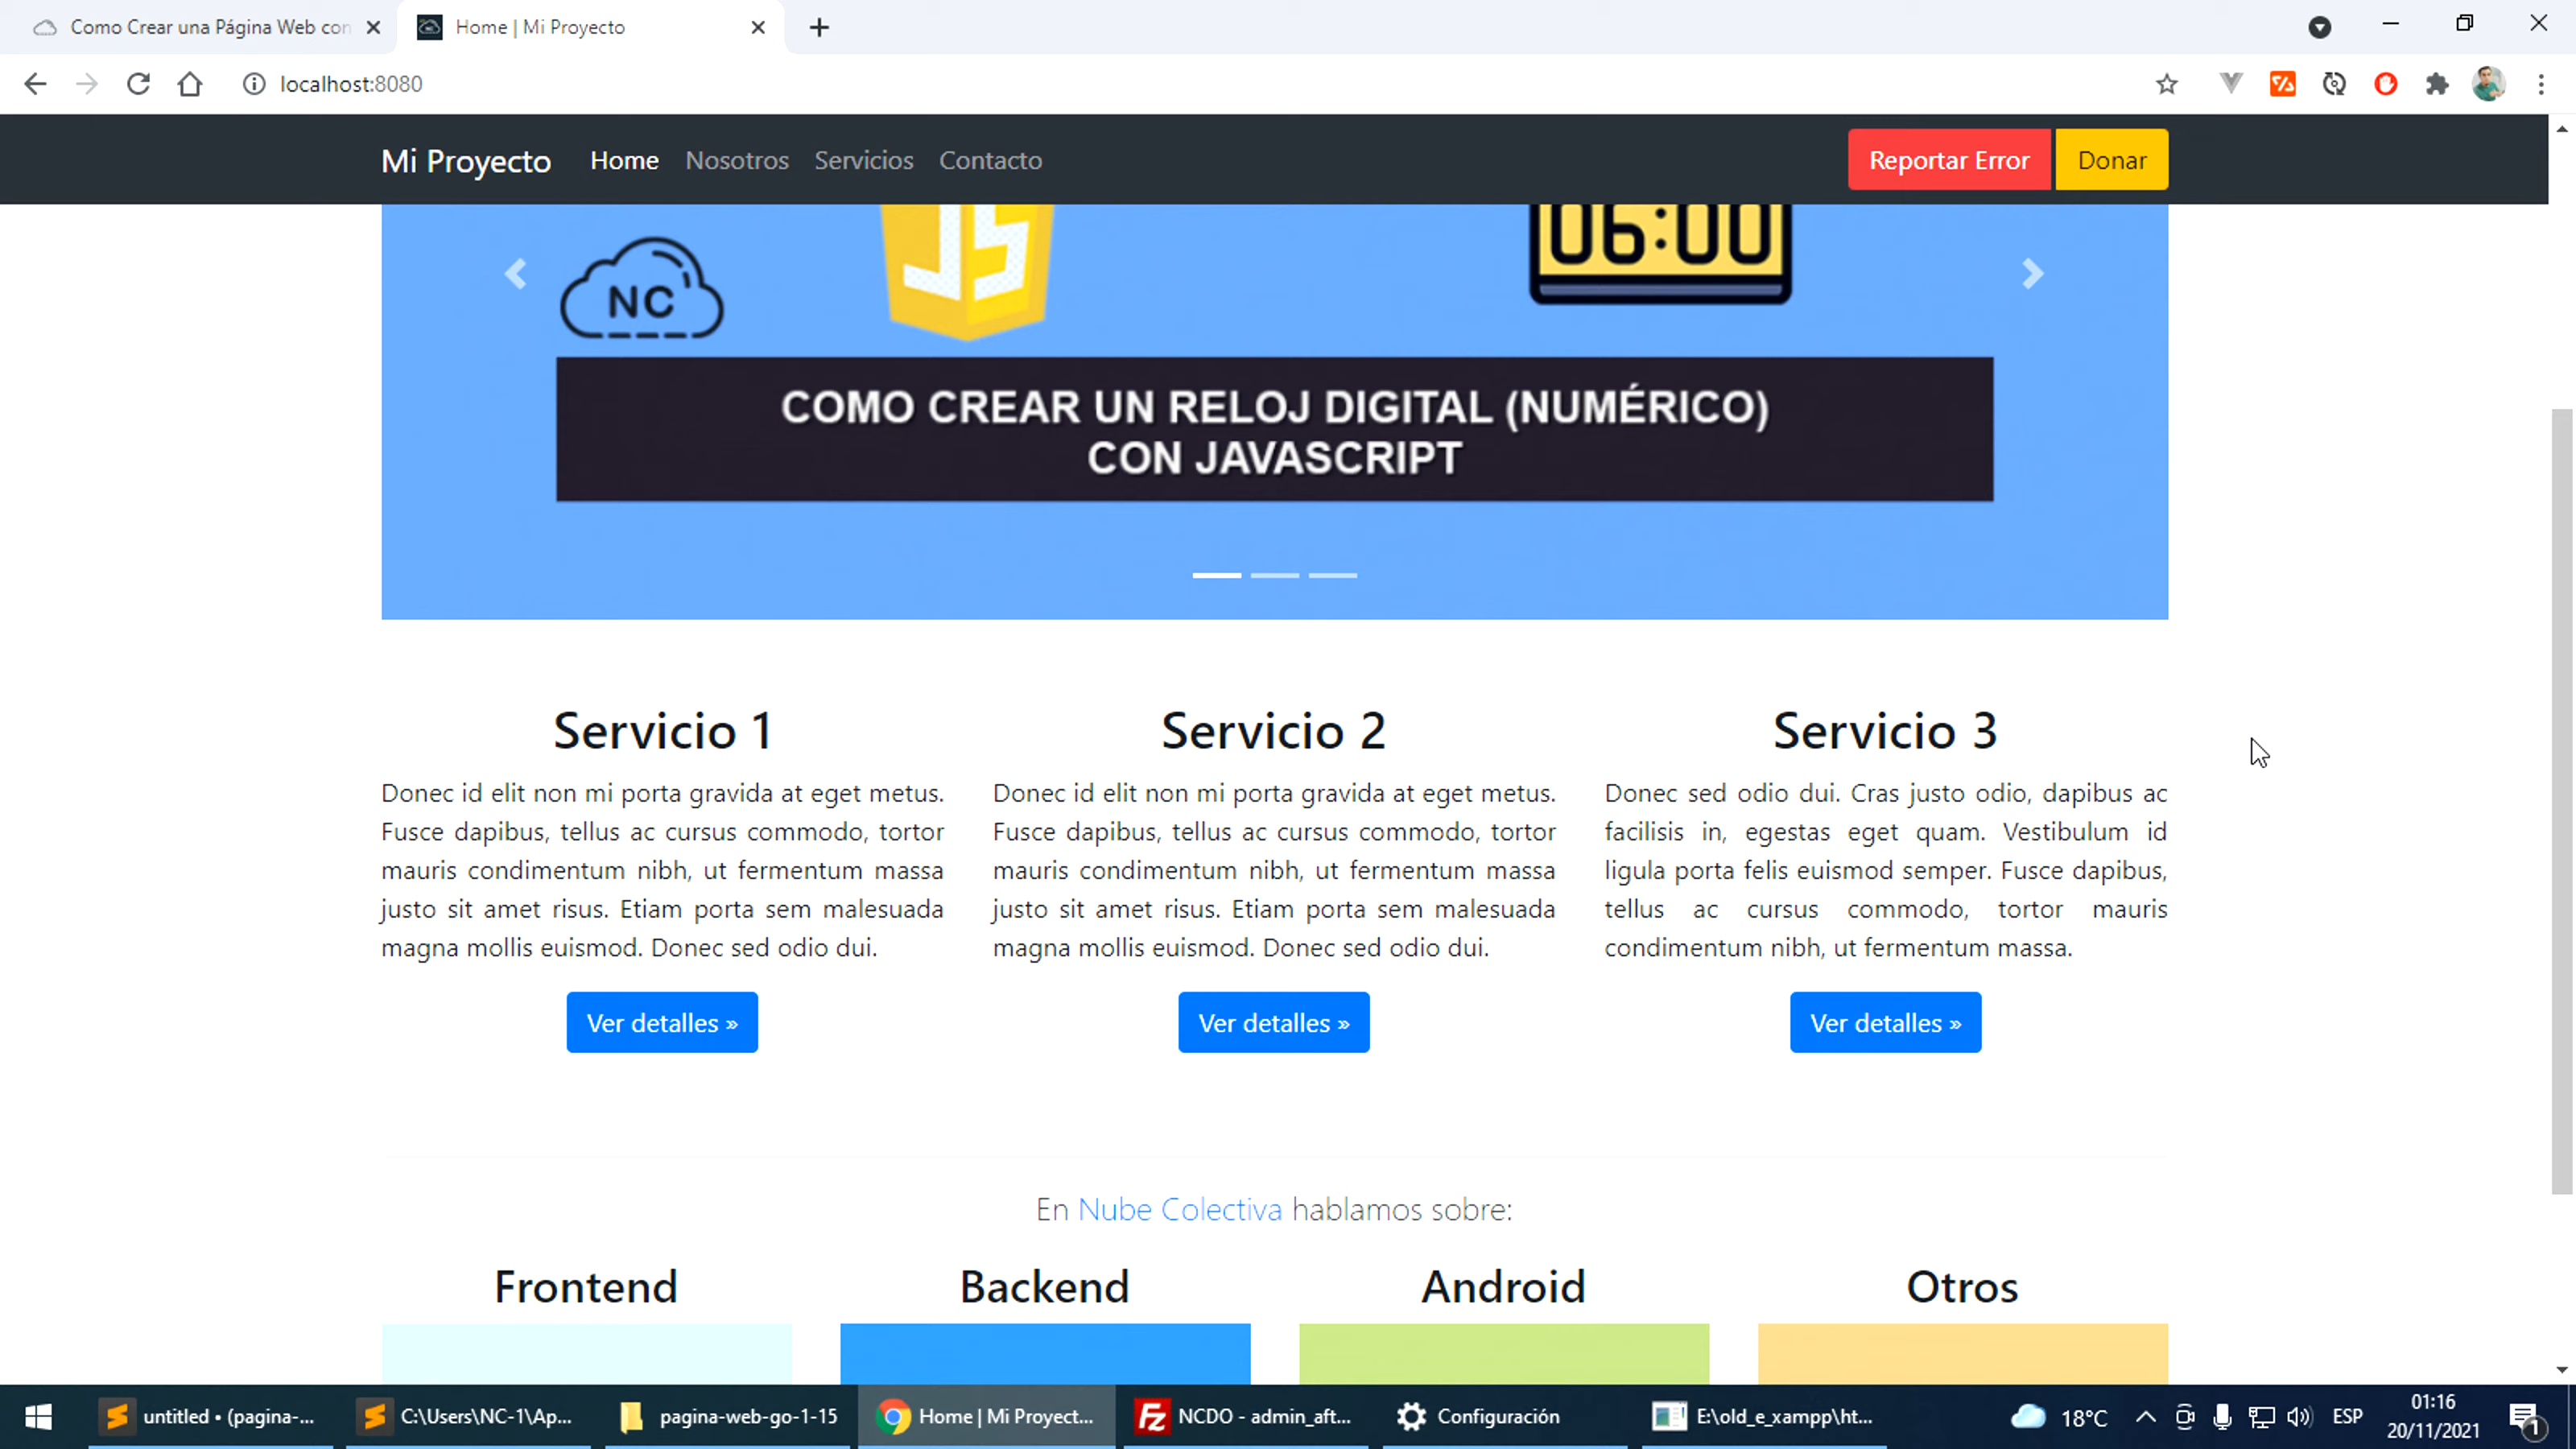 Como Crear una Página Web con
Home | Mi Proyecto
localhost:8080
Mi Proyecto
Home
Nosotros
Servicios
Contacto
Reportar Error
Donar
NC
JS
06:00
COMO CREAR UN RELOJ DIGITAL (NUMÉRICO)
CON JAVASCRIPT
Servicio 1
Donec id elit non mi porta gravida at eget metus.
Fusce dapibus, tellus ac cursus commodo, tortor
mauris condimentum nibh, ut fermentum massa
justo sit amet risus. Etiam porta sem malesuada
magna mollis euismod. Donec sed odio dui.
Ver detalles »
Servicio 2
Donec id elit non mi porta gravida at eget metus.
Fusce dapibus, tellus ac cursus commodo, tortor
mauris condimentum nibh, ut fermentum massa
justo sit amet risus. Etiam porta sem malesuada
magna mollis euismod. Donec sed odio dui.
Ver detalles »
Servicio 3
Donec sed odio dui. Cras justo odio, dapibus ac
facilisis in, egestas eget quam. Vestibulum id
ligula porta felis euismod semper. Fusce dapibus,
tellus ac cursus commodo, tortor mauris
condimentum nibh, ut fermentum massa.
Ver detalles »
En Nube Colectiva hablamos sobre:
Frontend
Backend
Android
Otros
untitled • (pagina-...
C:\Users\NC-1\Ap...
pagina-web-go-1-15
Home | Mi Proyect...
NCDO - admin_aft...
Configuración
E:\old_e_xampp\ht...
18°C
ESP
01:16
20/11/2021
1